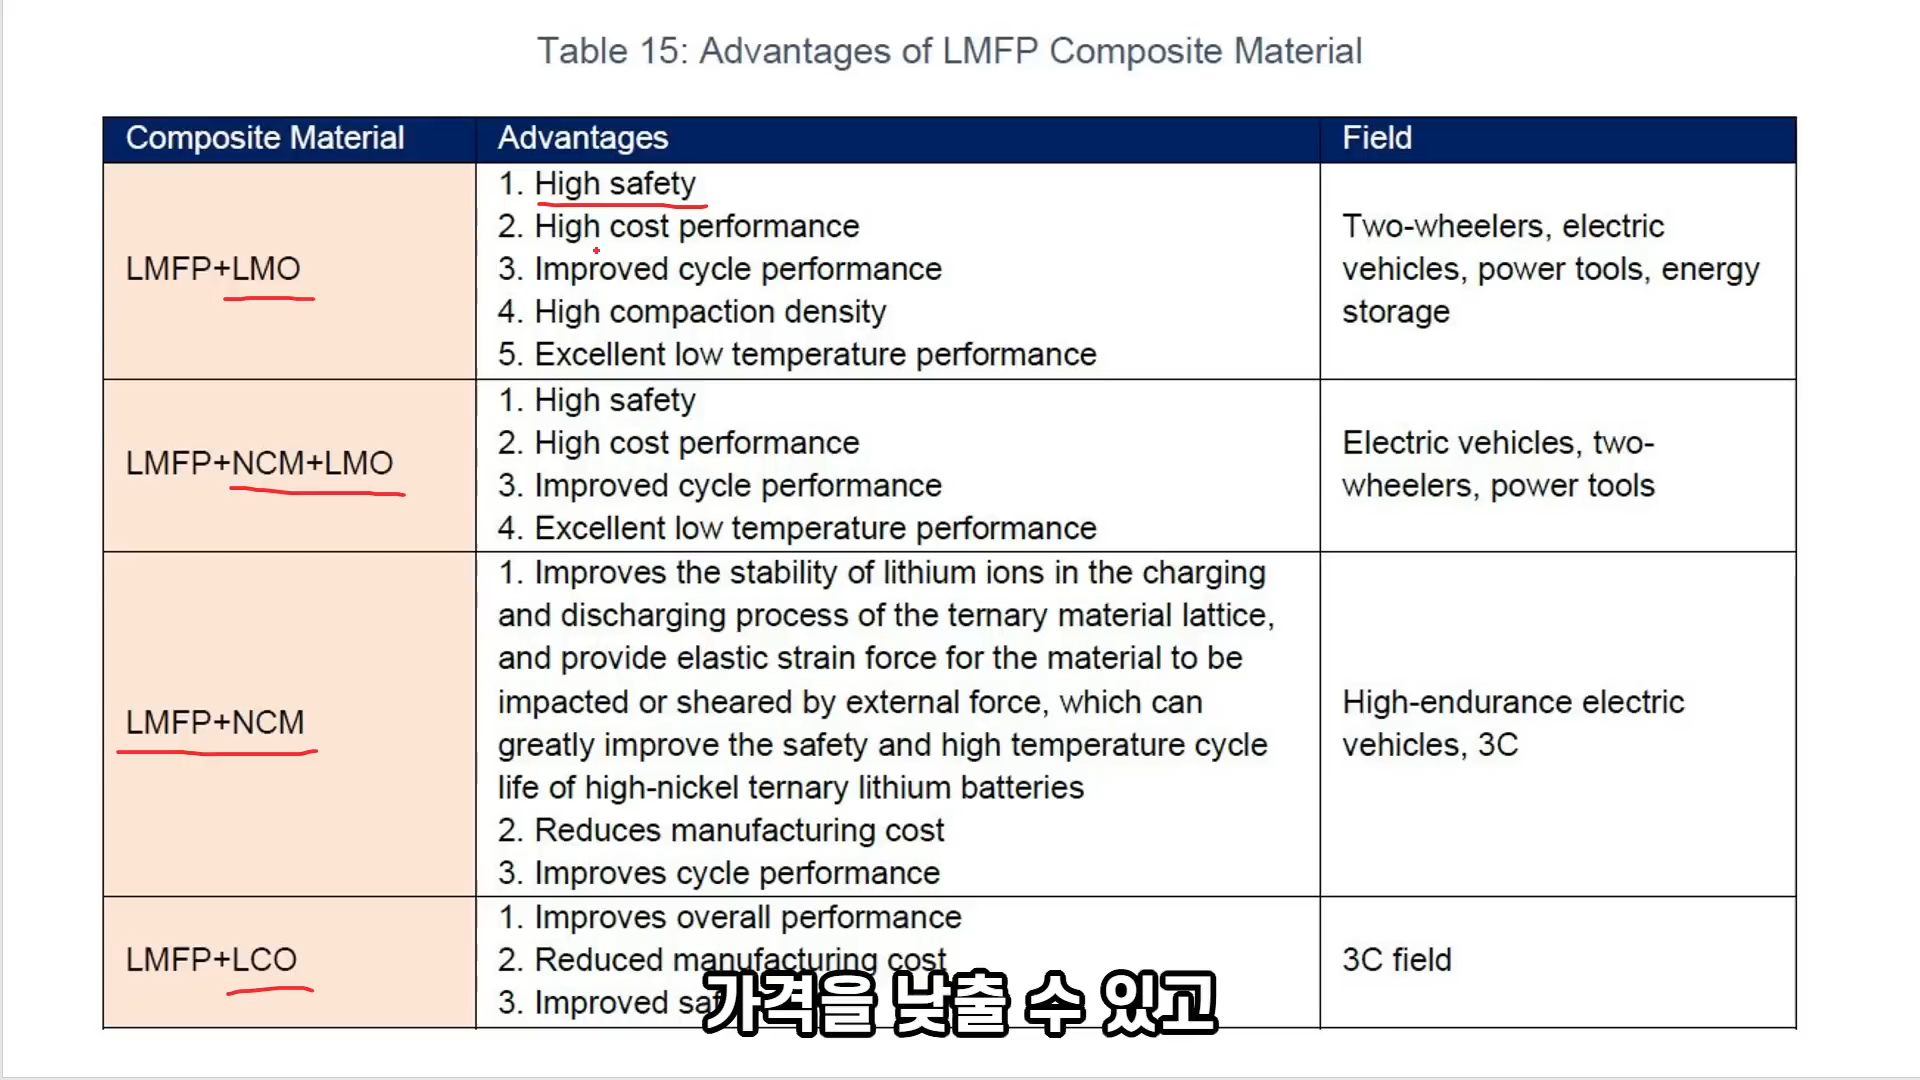 Table 15: Advantages of LMFP Composite Material
Composite Material
Advantages
Field
LMFP+LMO
1. High safety
2. High cost performance
3. Improved cycle performance
4. High compaction density
5. Excellent low temperature performance
Two-wheelers, electric
vehicles, power tools, energy
storage
LMFP+NCM+LMO
1. High safety
2. High cost performance
3. Improved cycle performance
4. Excellent low temperature performance
Electric vehicles, two-
wheelers, power tools
LMFP+NCM
1. Improves the stability of lithium ions in the charging
and discharging process of the ternary material lattice,
and provide elastic strain force for the material to be
impacted or sheared by external force, which can
greatly improve the safety and high temperature cycle
life of high-nickel ternary lithium batteries
2. Reduces manufacturing cost
3. Improves cycle performance
High-endurance electric
vehicles, 3C
LMFP+LCO
1. Improves overall performance
2. Reduced manufacturing cost
3. Improved
3C field
가격을 낮출 수 있고